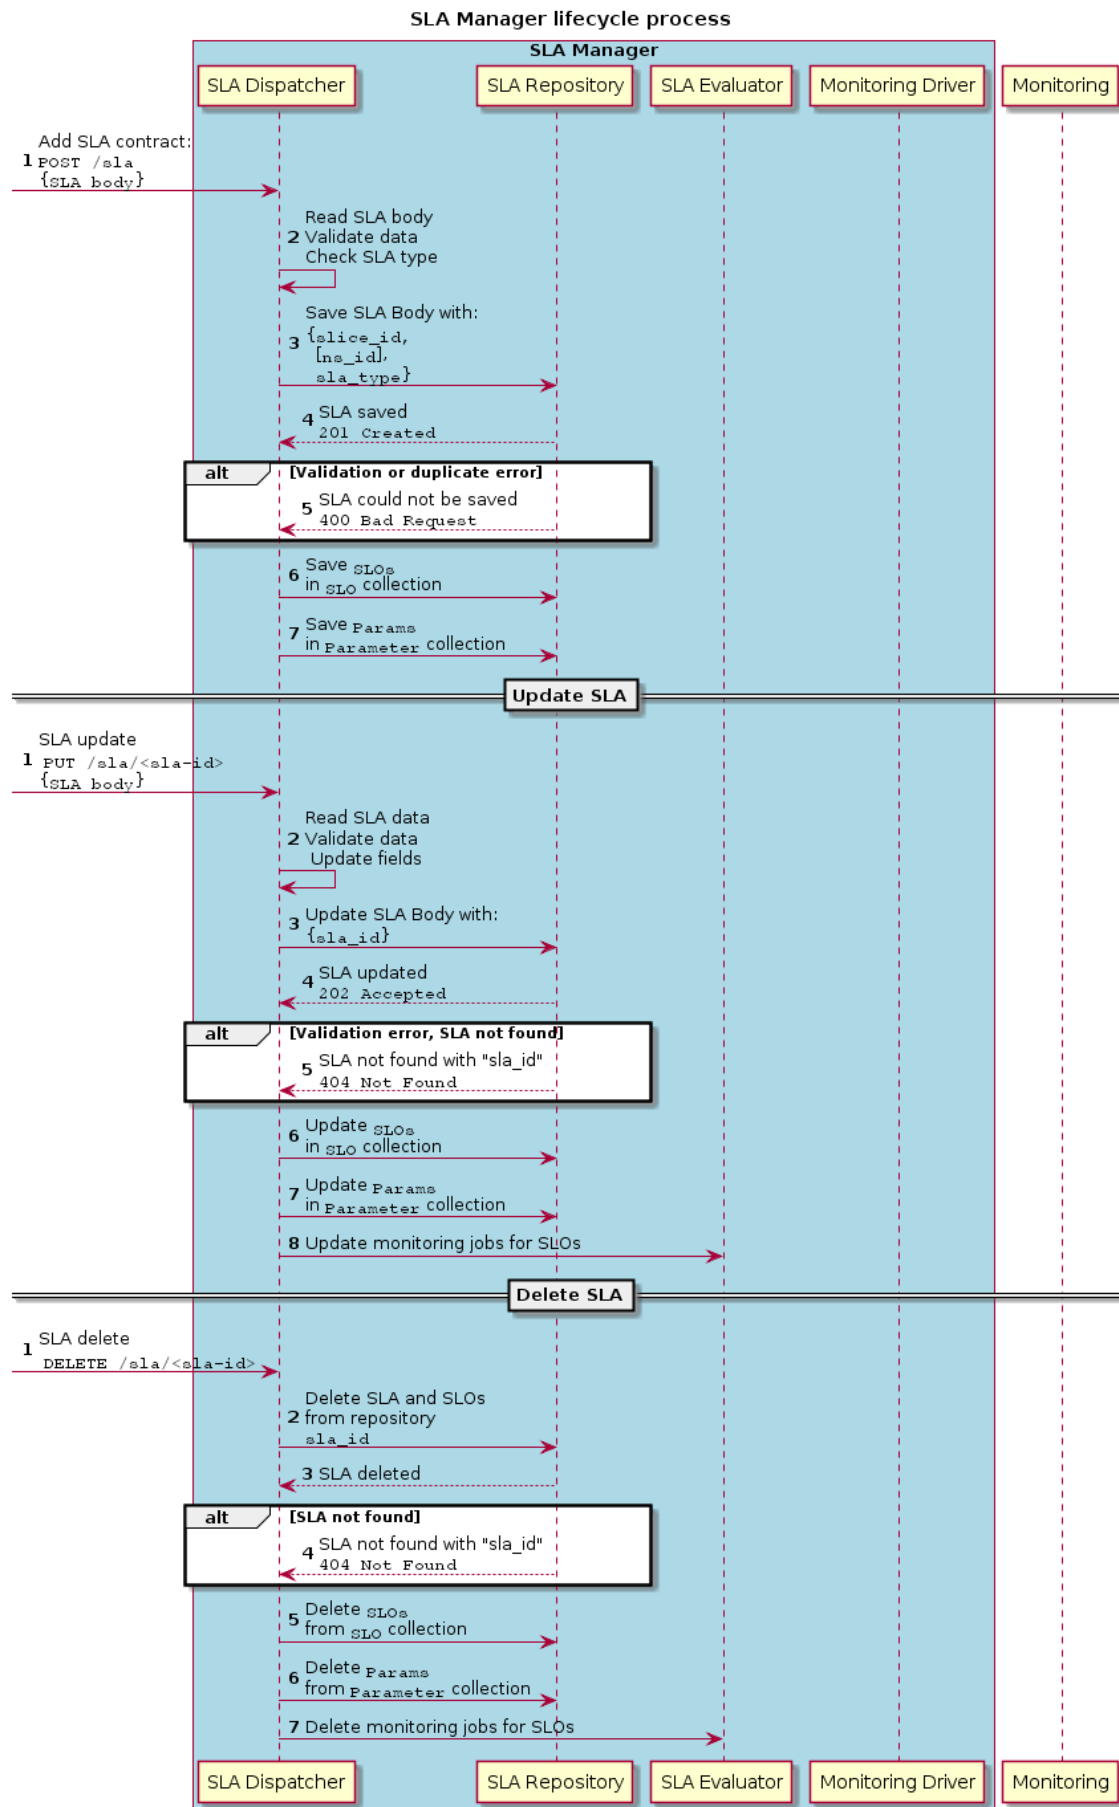 SLA Manager lifecycle process
SLA Manager
SLA Dispatcher
SLA Repository
SLA Evaluator
Monitoring Driver
Monitoring
Add SLA contract:
1 POST /sla
{SLA body}
Read SLA body
2 Validate data
Check SLA type
Save SLA Body with:
3 {slice_id,
[ns_id],
sla_type}
4 SLA saved
201 Created
alt [Validation or duplicate error]
5 SLA could not be saved
400 Bad Request
6 Save SLOs
in SLO collection
7 Save Params
in Parameter collection
Update SLA
SLA update
1 PUT /sla/<sla-id>
{SLA body}
Read SLA data
2 Validate data
Update fields
3 Update SLA Body with:
{sla_id}
4 SLA updated
202 Accepted
alt [Validation error, SLA not found]
5 SLA not found with "sla_id"
404 Not Found
6 Update SLOs
in SLO collection
7 Update Params
in Parameter collection
8 Update monitoring jobs for SLOs
Delete SLA
1 SLA delete
DELETE /sla/<sla-id>
Delete SLA and SLOs
2 from repository
sla_id
3 SLA deleted
alt [SLA not found]
4 SLA not found with "sla_id"
404 Not Found
5 Delete SLOs
from SLO collection
6 Delete Params
from Parameter collection
7 Delete monitoring jobs for SLOs
SLA Dispatcher
SLA Repository
SLA Evaluator
Monitoring Driver
Monitoring